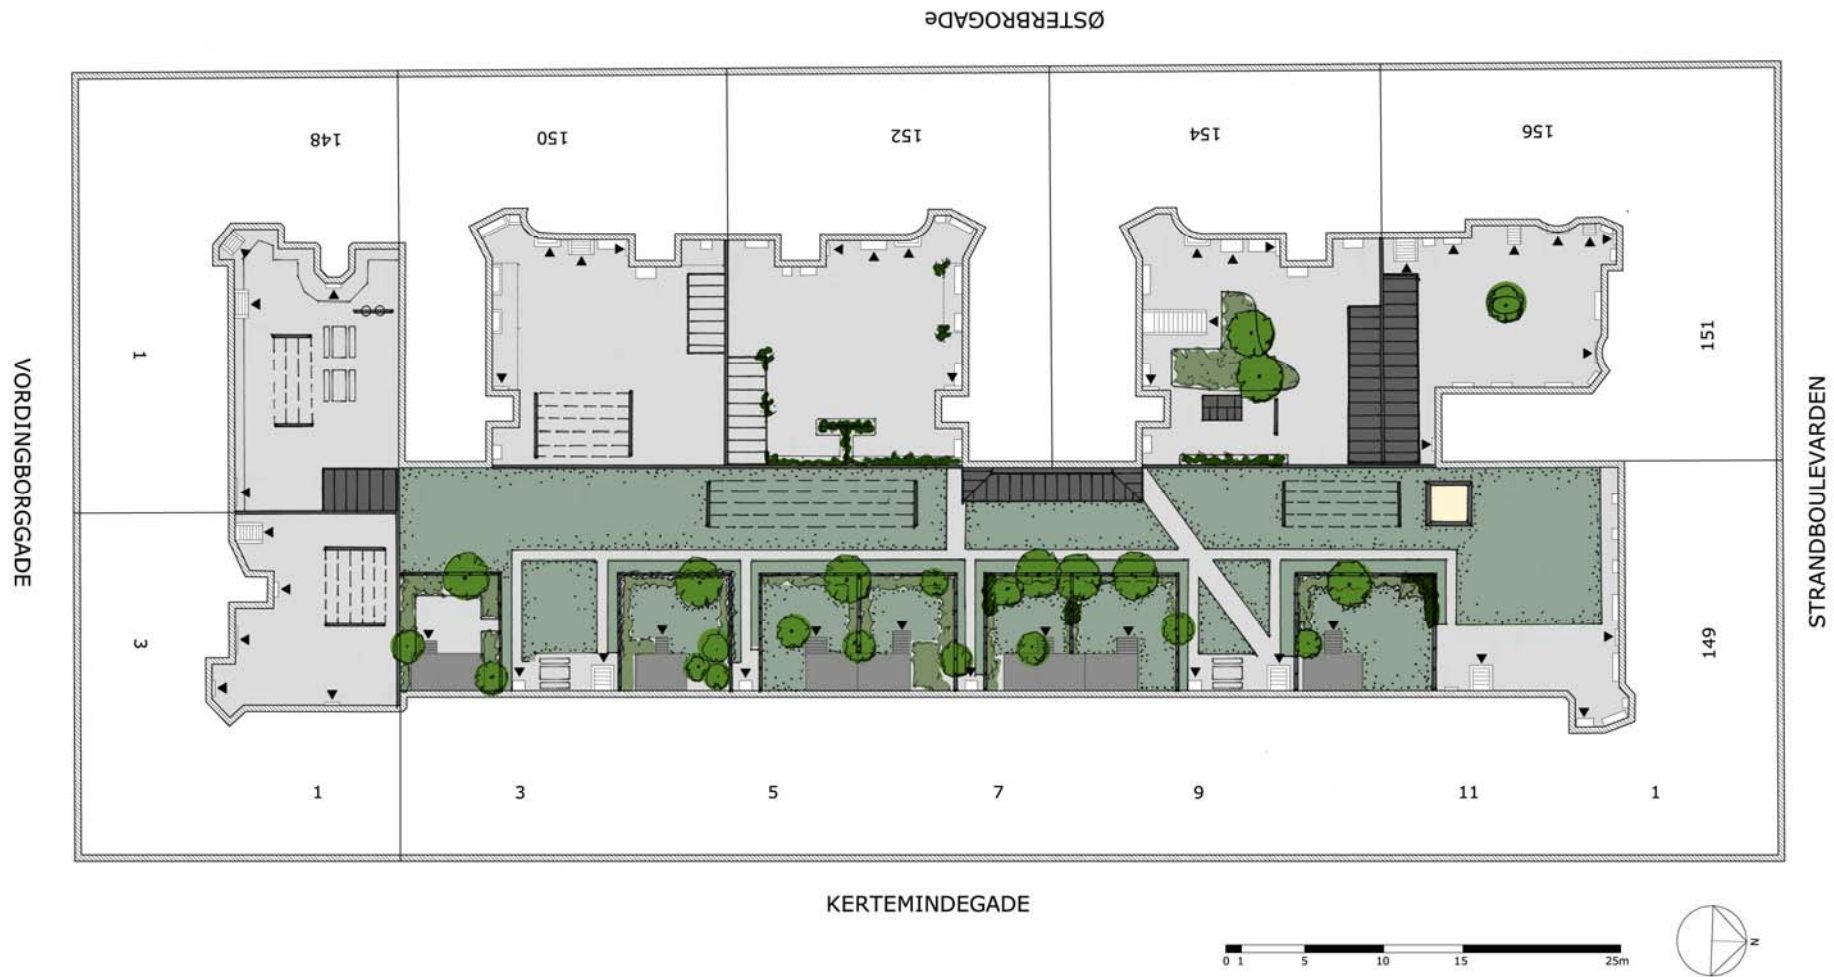 ØSTERBROGADe
148
150
152
154
156
VORDINGBORGGADE
1
3
151
149
STRANDBOULEVARDEN
1
3
5
7
9
11
1
KERTEMINDEGADE
N
0 1 5 10 15 25m